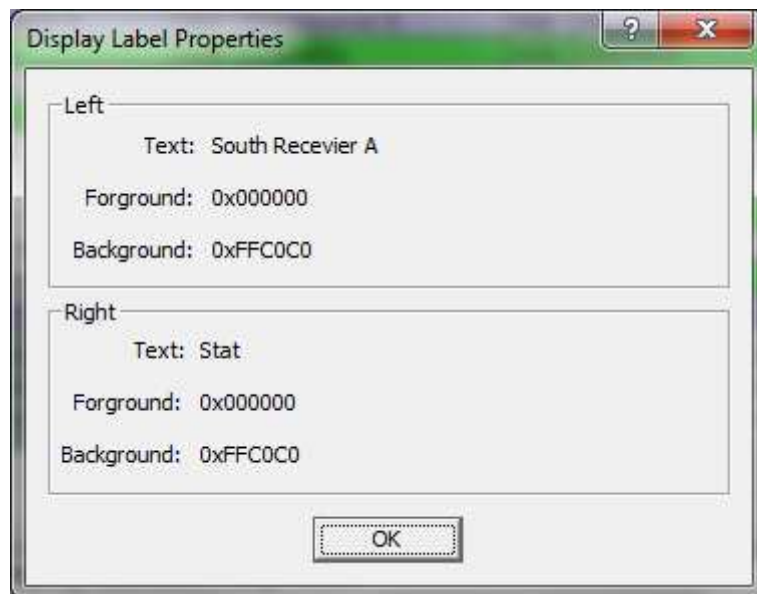 Display Label Properties
?
X
Left
Text: South Recevier A
Forground: 0x000000
Background: 0xFFC0C0
Right
Text: Stat
Forground: 0x000000
Background: 0xFFC0C0
OK